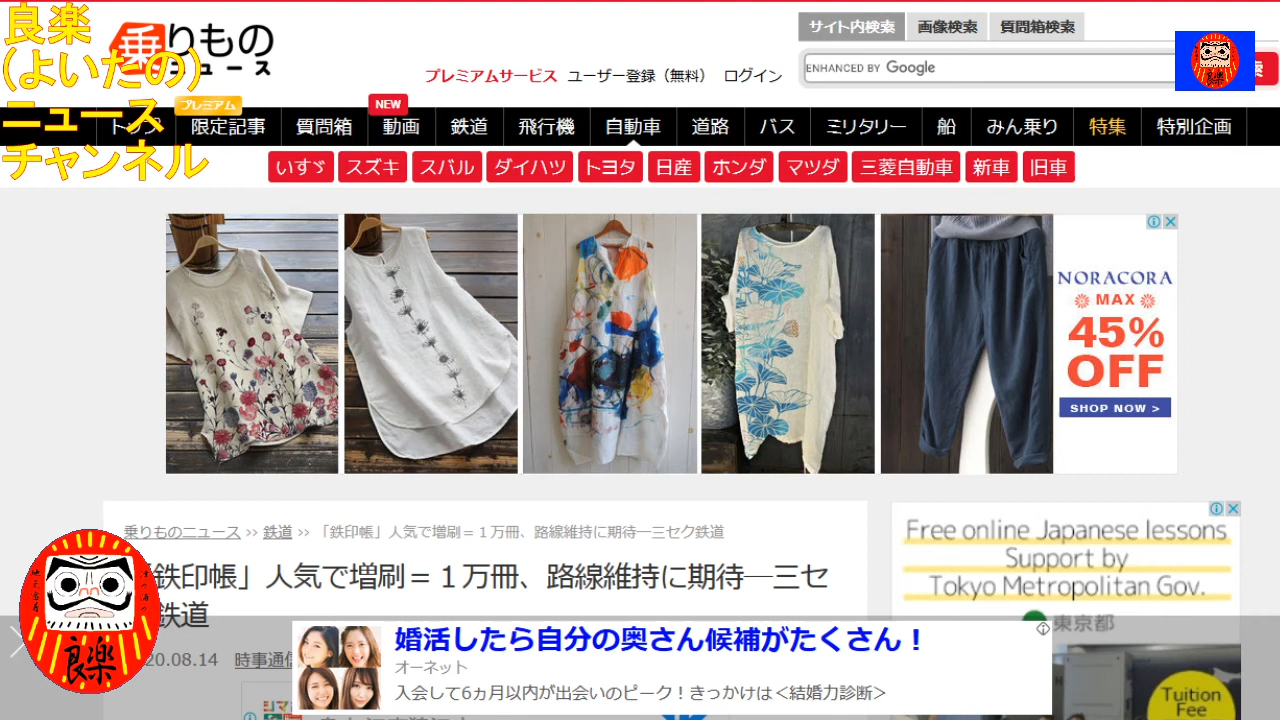 良楽
(よいたの)
ニュース
チャンネル
乗りもの
ニュース
プレミアムサービス ユーザー登録（無料） ログイン
サイト内検索 画像検索 質問箱検索
ENHANCED BY Google
良楽
プレミアム
NEW
トップ 限定記事 質問箱 動画 鉄道 飛行機 自動車 道路 バス ミリタリー 船 みん乗り 特集 特別企画
いすゞ スズキ スバル ダイハツ トヨタ 日産 ホンダ マツダ 三菱自動車 新車 旧車
NORACORA
MAX
45%
OFF
SHOP NOW >
乗りものニュース >> 鉄道 >> 「鉄印帳」人気で増刷＝１万冊、路線維持に期待―三セク鉄道
鉄印帳」人気で増刷＝１万冊、路線維持に期待―三セ
鉄道
20.08.14 時事通信
良楽
Free online Japanese lessons
Support by
Tokyo Metropolitan Gov.
東京都
Tuition
Fee
婚活したら自分の奥さん候補がたくさん！
オーネット
入会して6ヵ月以内が出会いのピーク！きっかけは＜結婚力診断＞